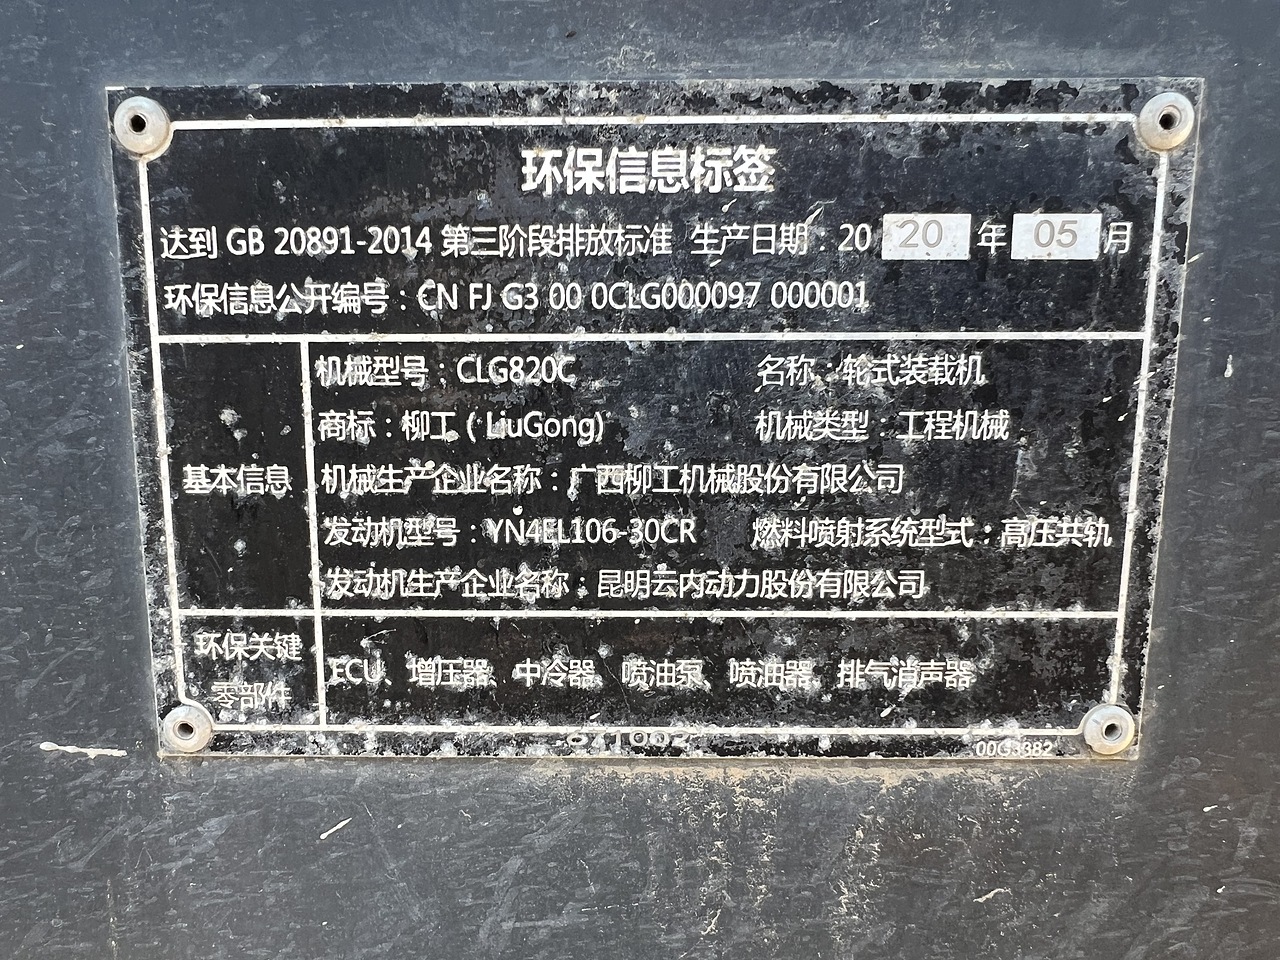 环保信息标签
达到 GB 20891-2014 第三阶段排放标准 生产日期：20 20 年 05 月
环保信息公开编号：CN FJ G3 00 0CLG000097 000001
机械型号：CLG820C 名称：轮式装载机
商标：柳工 ( LiuGong) 机械类型：工程机械
基本信息 机械生产企业名称：广西柳工机械股份有限公司
发动机型号：YN4EL106-30CR 燃料喷射系统型式：高压共轨
发动机生产企业名称：昆明云内动力股份有限公司
环保关键
零部件
ECU、增压器、中冷器、喷油泵、喷油器、排气消声器
00G3382